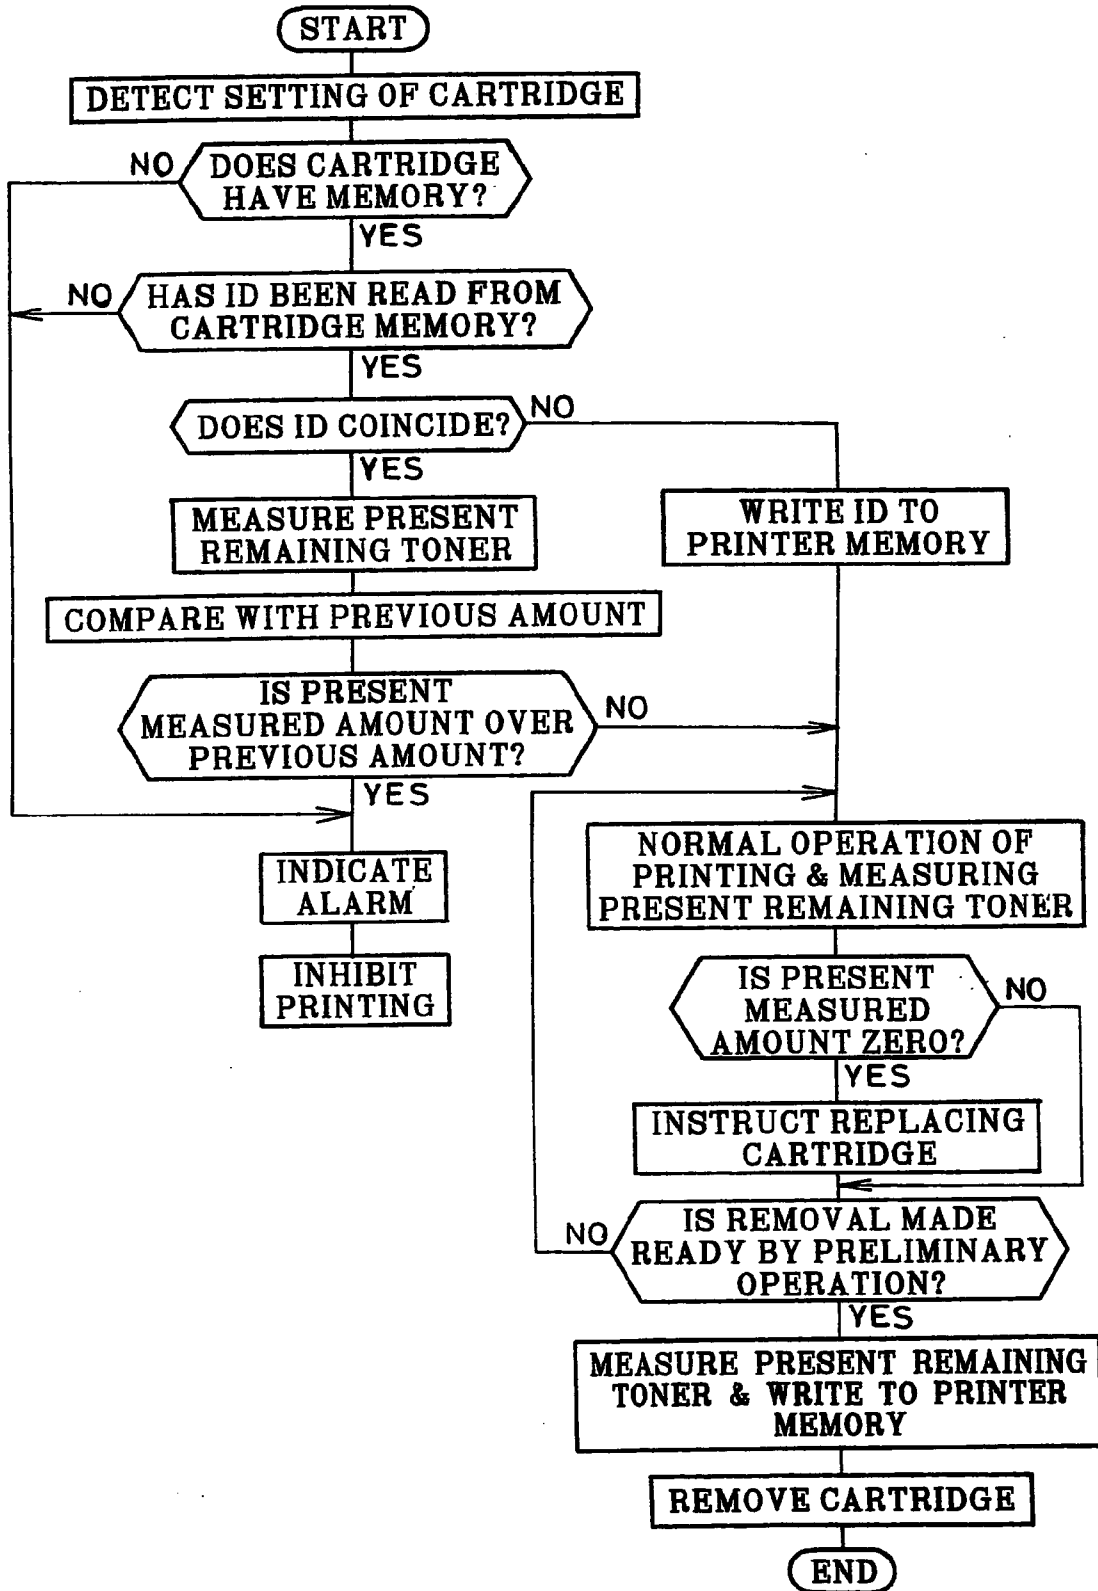 START
DETECT SETTING OF CARTRIDGE
NO
DOES CARTRIDGE
HAVE MEMORY?
YES
NO
HAS ID BEEN READ FROM
CARTRIDGE MEMORY?
YES
DOES ID COINCIDE?
NO
YES
MEASURE PRESENT
REMAINING TONER
WRITE ID TO
PRINTER MEMORY
COMPARE WITH PREVIOUS AMOUNT
IS PRESENT
MEASURED AMOUNT OVER
PREVIOUS AMOUNT?
NO
YES
INDICATE
ALARM
INHIBIT
PRINTING
NORMAL OPERATION OF
PRINTING & MEASURING
PRESENT REMAINING TONER
IS PRESENT
MEASURED
AMOUNT ZERO?
NO
YES
INSTRUCT REPLACING
CARTRIDGE
NO
IS REMOVAL MADE
READY BY PRELIMINARY
OPERATION?
YES
MEASURE PRESENT REMAINING
TONER & WRITE TO PRINTER
MEMORY
REMOVE CARTRIDGE
END